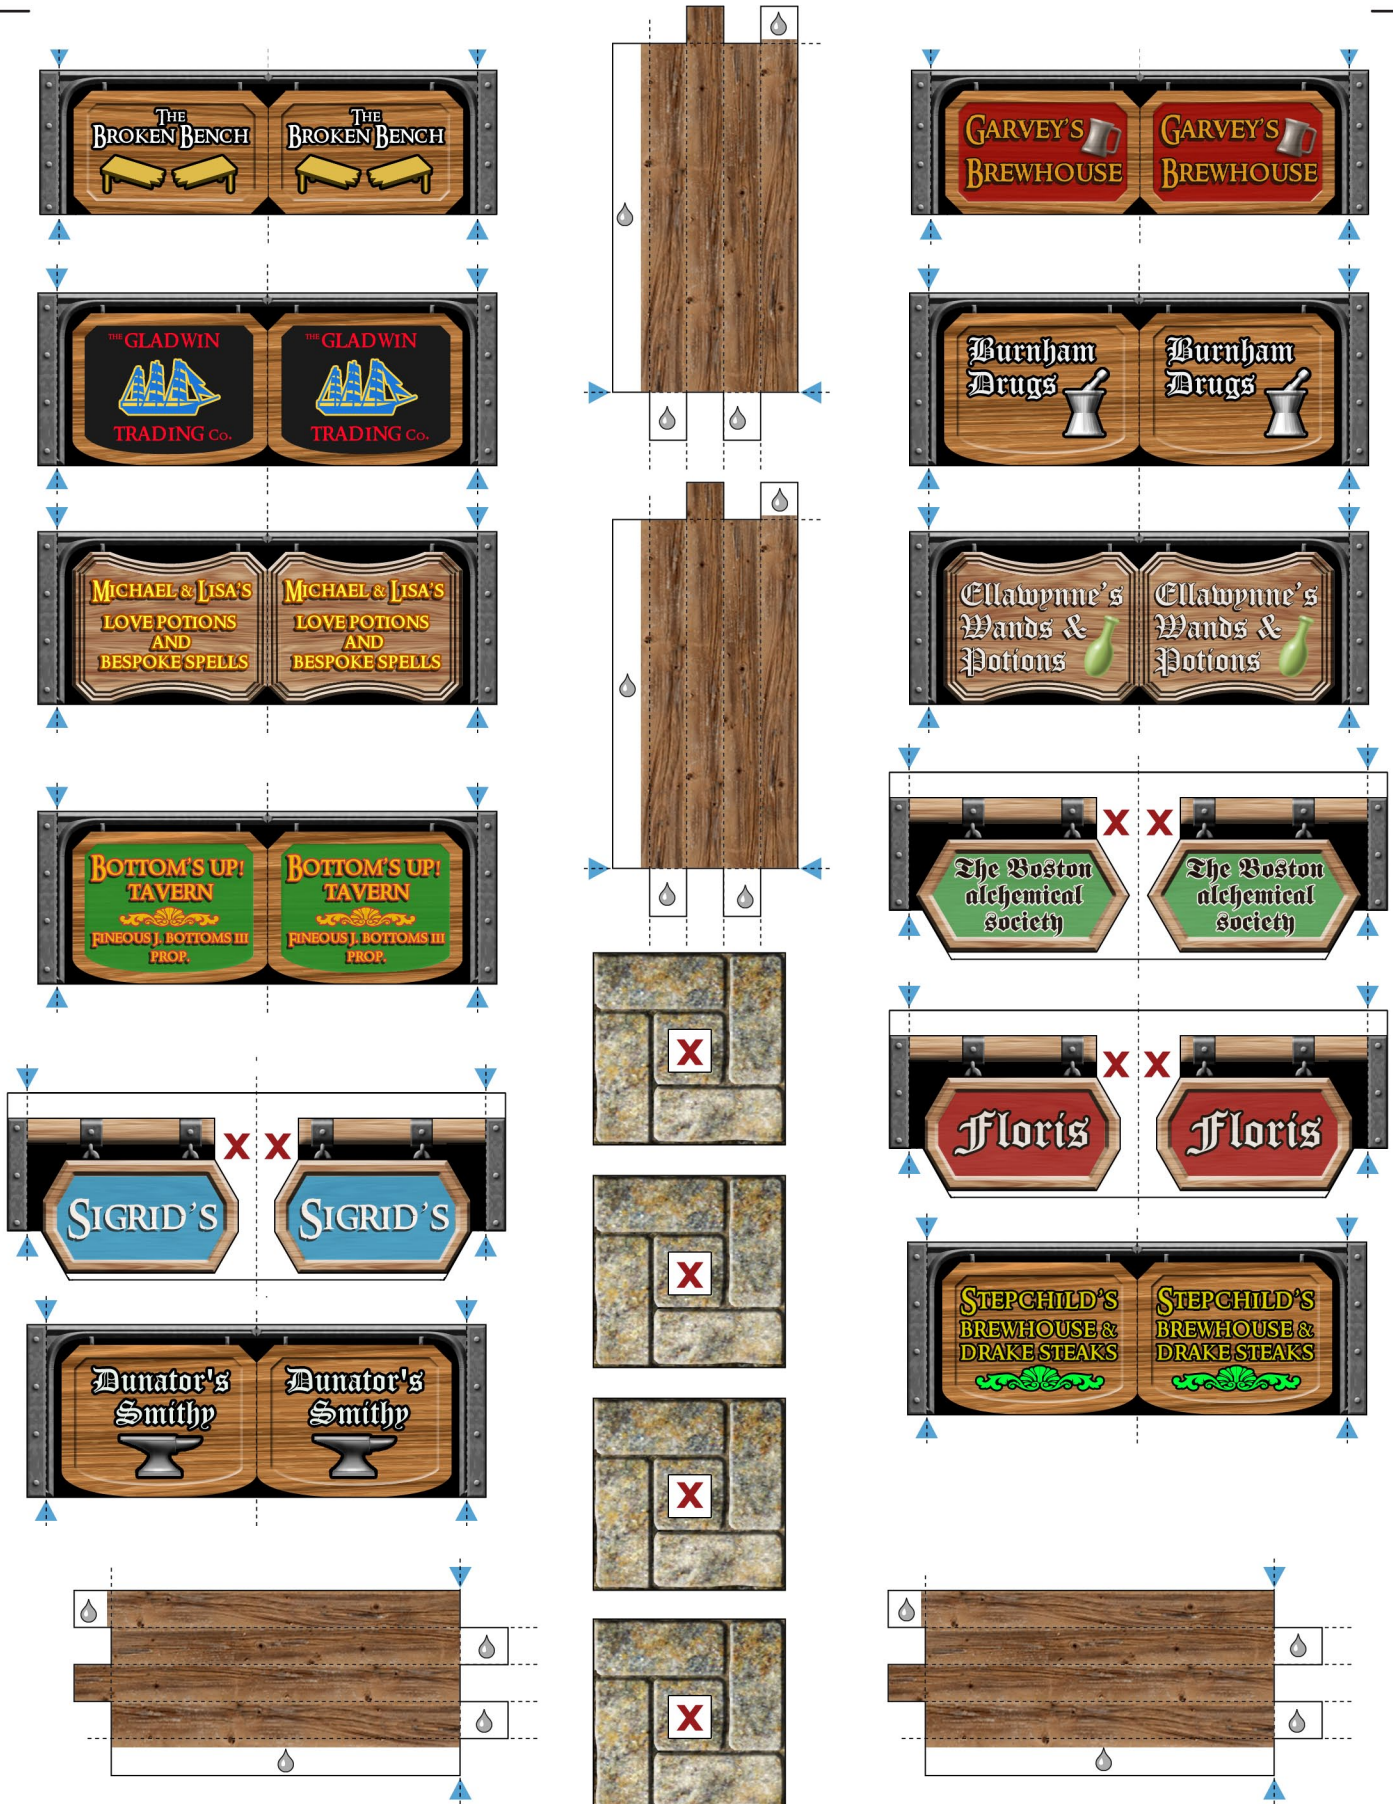 THE
BROKEN BENCH
THE
BROKEN BENCH
THE GLADWIN
TRADING Co.
THE GLADWIN
TRADING Co.
MICHAEL & LISA'S
LOVE POTIONS
AND
BESPOKE SPELLS
MICHAEL & LISA'S
LOVE POTIONS
AND
BESPOKE SPELLS
BOTTOM'S UP!
TAVERN
FINEOUS J. BOTTOMS III
PROP.
BOTTOM'S UP!
TAVERN
FINEOUS J. BOTTOMS III
PROP.
X X
SIGRID'S
SIGRID'S
Dunator's
Smithy
Dunator's
Smithy
X
X
X
X
GARVEY'S
BREWHOUSE
GARVEY'S
BREWHOUSE
Burnham
Drugs
Burnham
Drugs
Ellawynne's
Wands &
Potions
Ellawynne's
Wands &
Potions
X X
The Boston
alchemical
society
The Boston
alchemical
society
X X
Floris
Floris
STEPCHILD'S
BREWHOUSE &
DRAKE STEAKS
STEPCHILD'S
BREWHOUSE &
DRAKE STEAKS